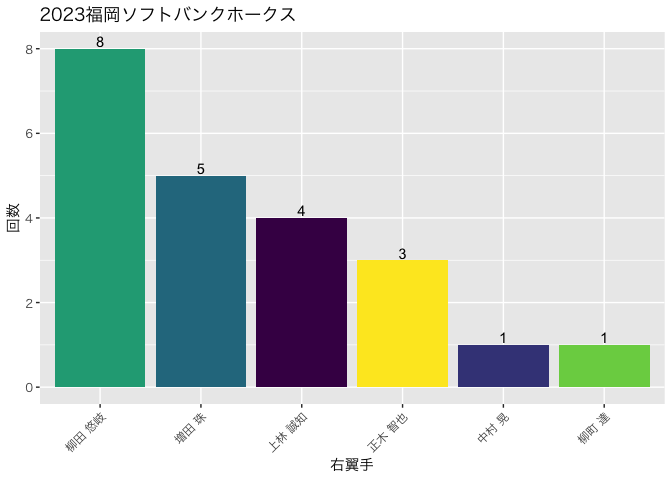 2023福岡ソフトバンクホークス
回数
8
6
4
2
0
8
5
4
3
1
1
柳田 悠岐
増田 珠
上林 誠知
正木 智也
中村 晃
柳町 達
右翼手